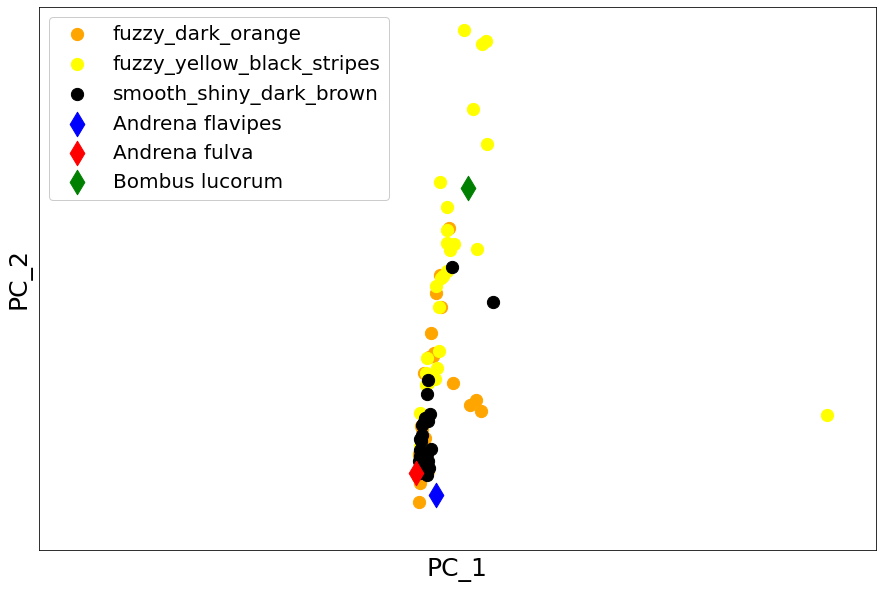 fuzzy_dark_orange
fuzzy_yellow_black_stripes
smooth_shiny_dark_brown
Andrena flavipes
Andrena fulva
Bombus lucorum
PC_2
PC_1